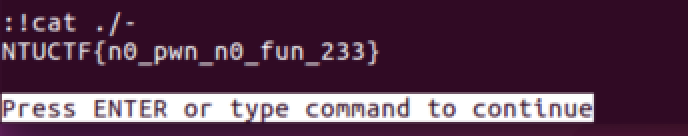 :!cat ./-
NTUCTF{n0_pwn_n0_fun_233}
Press ENTER or type command to continue